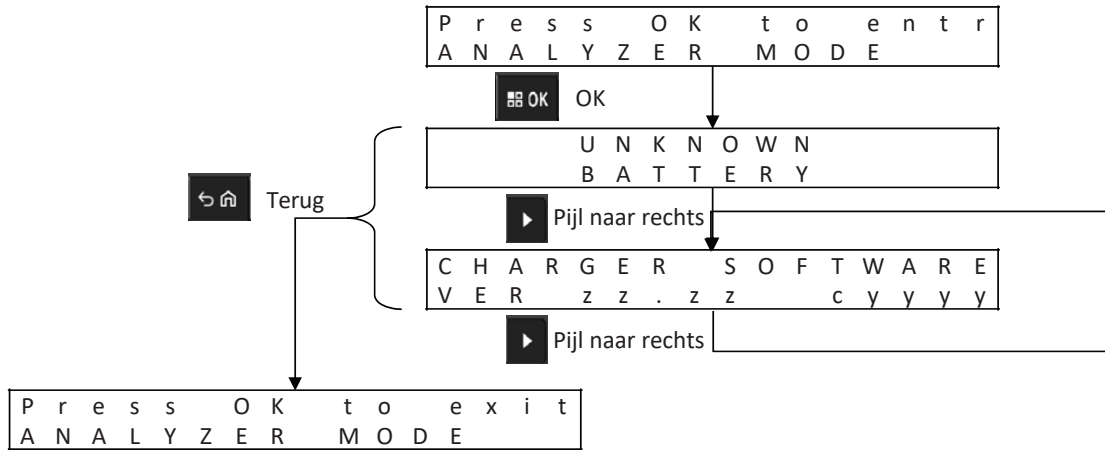 Press OK to entr
ANALYZER MODE
OK OK
UNKNOWN
BATTERY
Terug
Pijl naar rechts
CHARGER SOFTWARE
VER zz.zz cyyyy
Pijl naar rechts
Press OK to exit
ANALYZER MODE